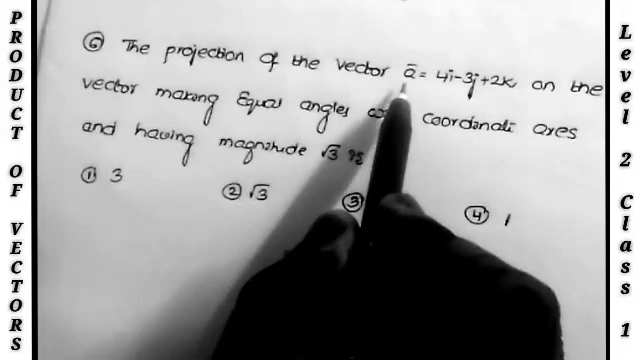 PRODUCT OF VECTORS
⑥ The projection of the vector ā = 4i-3j+2k on the
vector making Equal angles coordinate axes
and having magnitude √3 is
① 3 ② √3 ③ ④ 1
Level 2 Class 1